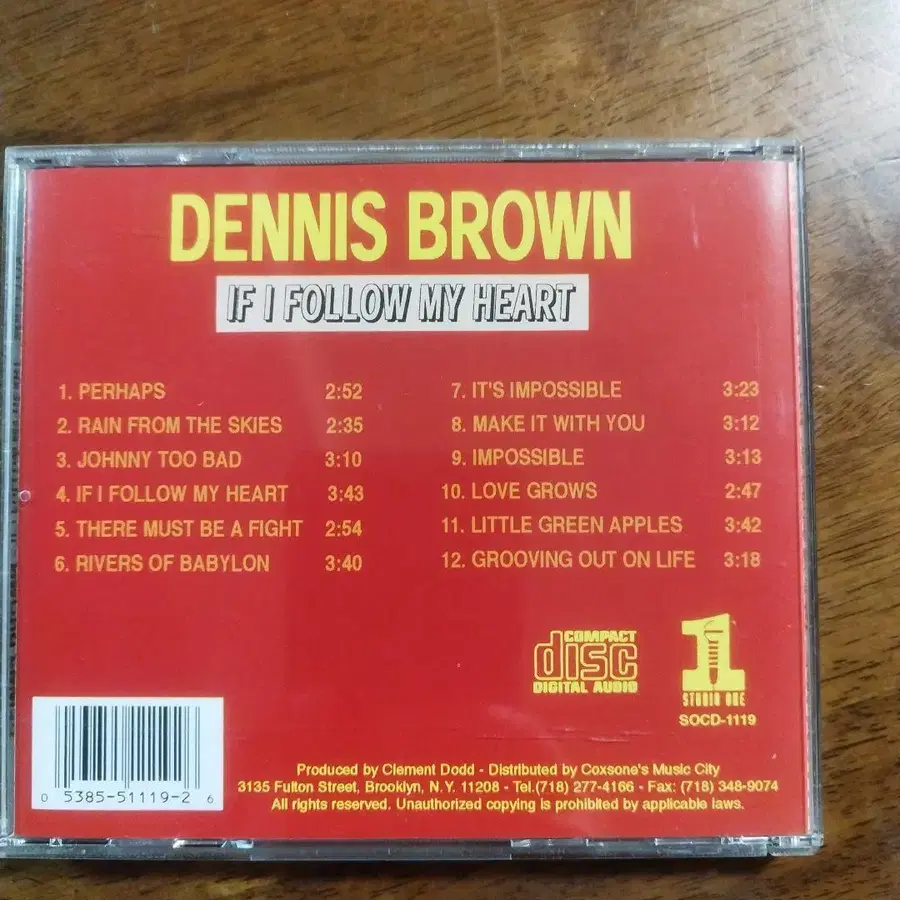 DENNIS BROWN
IF I FOLLOW MY HEART
1. PERHAPS 2:52
2. RAIN FROM THE SKIES 2:35
3. JOHNNY TOO BAD 3:10
4. IF I FOLLOW MY HEART 3:43
5. THERE MUST BE A FIGHT 2:54
6. RIVERS OF BABYLON 3:40
7. IT'S IMPOSSIBLE 3:23
8. MAKE IT WITH YOU 3:12
9. IMPOSSIBLE 3:13
10. LOVE GROWS 2:47
11. LITTLE GREEN APPLES 3:42
12. GROOVING OUT ON LIFE 3:18
COMPACT
disc
DIGITAL AUDIO
1
STUDIO ONE
SOCD-1119
0 5385-51119-2 6
Produced by Clement Dodd - Distributed by Coxsone's Music City
3135 Fulton Street, Brooklyn, N.Y. 11208 - Tel.(718) 277-4166 - Fax: (718) 348-9074
All rights reserved. Unauthorized copying is prohibited by applicable laws.